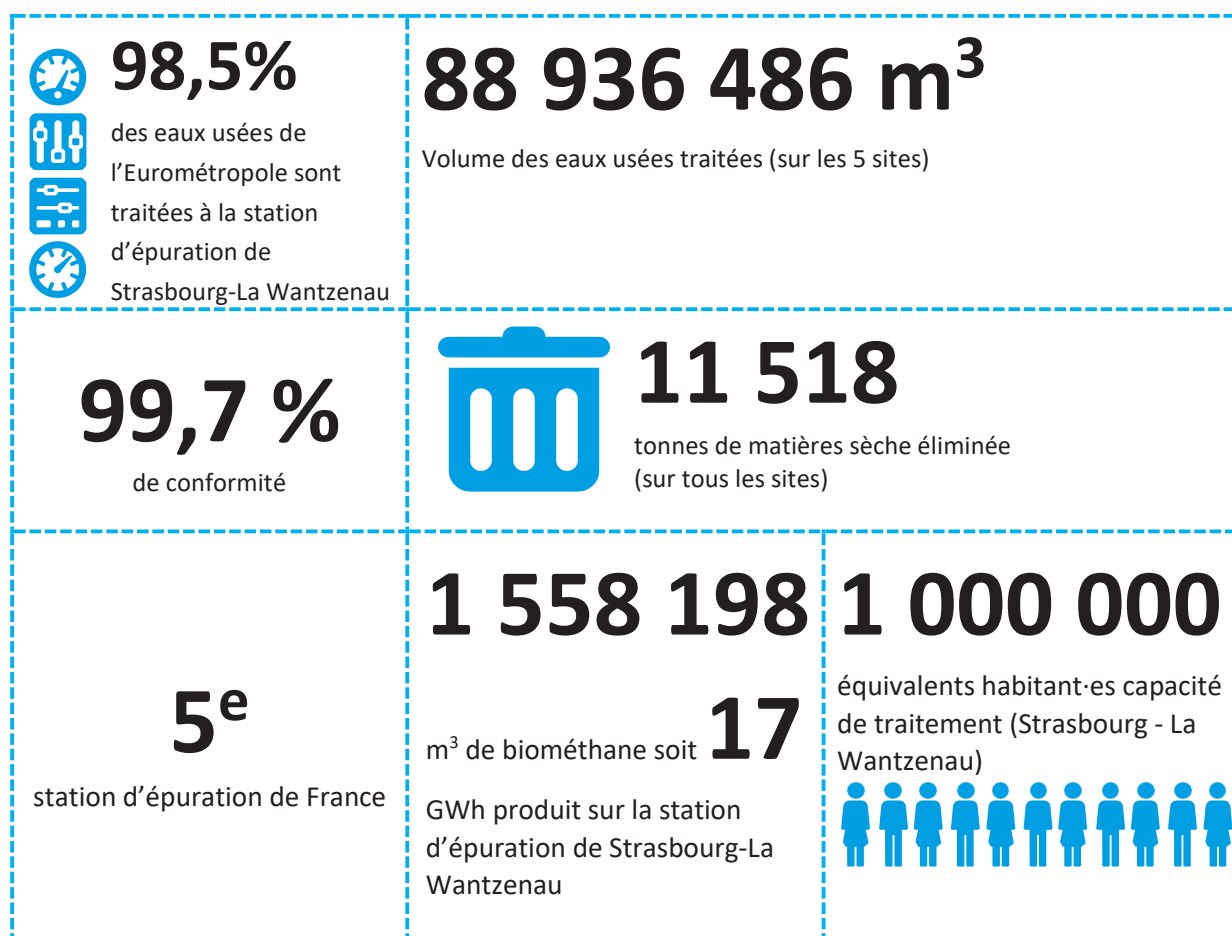 98,5%
des eaux usées de
l'Eurométropole sont
traitées à la station
d'épuration de
Strasbourg-La Wantzenau
88 936 486 m³
Volume des eaux usées traitées (sur les 5 sites)
99,7 %
de conformité
11 518
tonnes de matières sèche éliminée
(sur tous les sites)
5ᵉ
station d'épuration de France
1 558 198
m³ de biométhane soit 17
GWh produit sur la station
d'épuration de Strasbourg-La
Wantzenau
1 000 000
équivalents habitant·es capacité
de traitement (Strasbourg - La
Wantzenau)